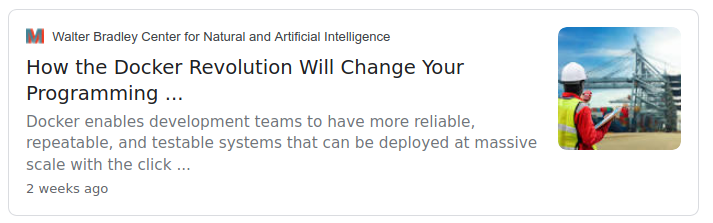 Walter Bradley Center for Natural and Artificial Intelligence
How the Docker Revolution Will Change Your
Programming ...
Docker enables development teams to have more reliable,
repeatable, and testable systems that can be deployed at massive
scale with the click ...
2 weeks ago